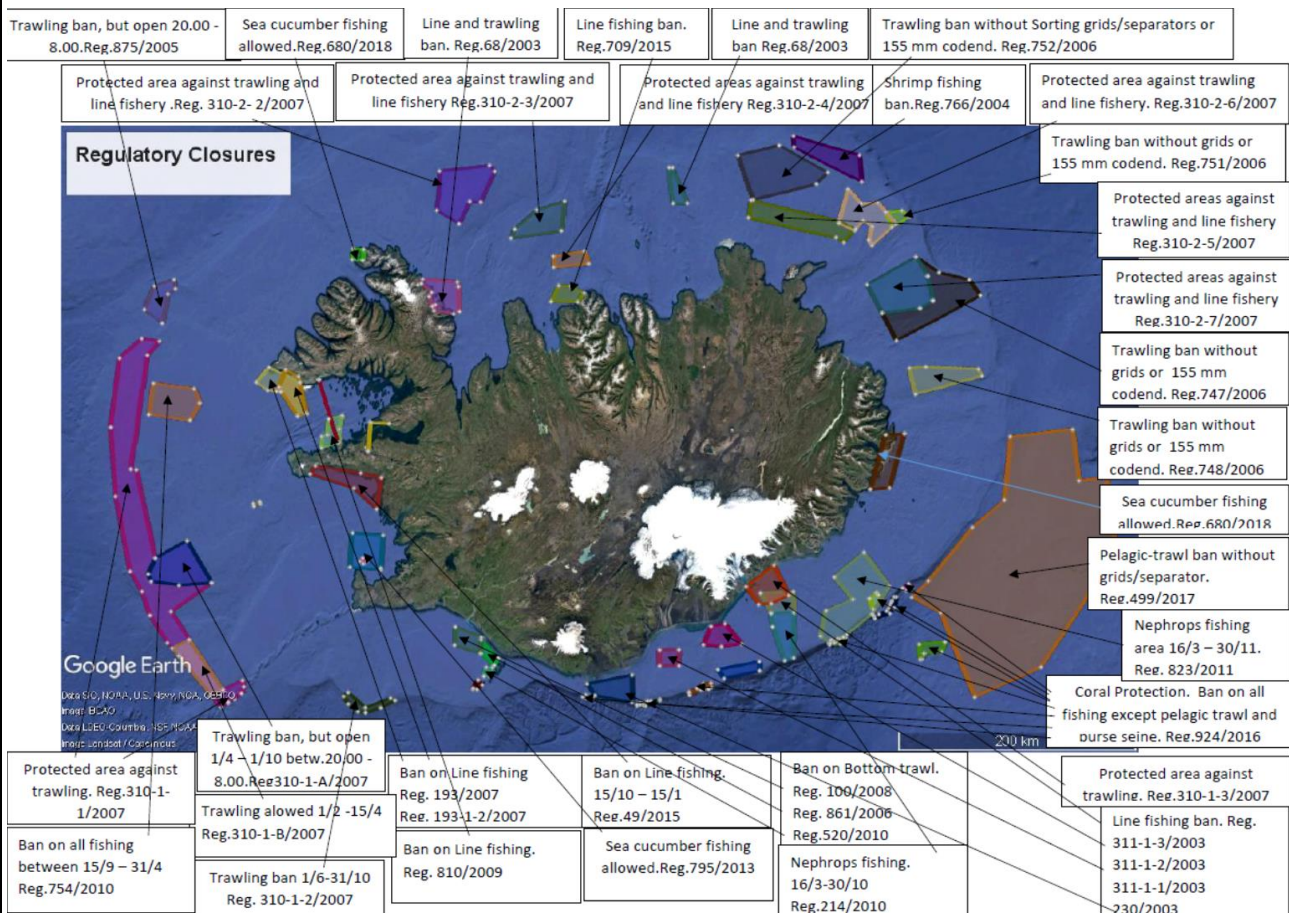 Trawling ban, but open 20.00 -
8.00.Reg.875/2005
Sea cucumber fishing
allowed.Reg.680/2018
Line and trawling
ban. Reg.68/2003
Line fishing ban.
Reg.709/2015
Line and trawling
ban Reg.68/2003
Trawling ban without Sorting grids/separators or
155 mm codend. Reg.752/2006
Protected area against trawling and
line fishery .Reg. 310-2- 2/2007
Protected area against trawling and
line fishery Reg.310-2-3/2007
Protected areas against trawling
and line fishery Reg.310-2-4/2007
Shrimp fishing
ban.Reg.766/2004
Protected area against trawling
and line fishery. Reg.310-2-6/2007
Regulatory Closures
Trawling ban without grids or
155 mm codend. Reg.751/2006
Protected areas against
trawling and line fishery
Reg.310-2-5/2007
Protected areas against
trawling and line fishery
Reg.310-2-7/2007
Trawling ban without
grids or 155 mm
codend. Reg.747/2006
Trawling ban without
grids or 155 mm
codend. Reg.748/2006
Sea cucumber fishing
allowed.Reg.680/2018
Pelagic-trawl ban without
grids/separator.
Reg.499/2017
Nephrops fishing
area 16/3 – 30/11.
Reg. 823/2011
Coral Protection. Ban on all
fishing except pelagic trawl and
purse seine. Reg.924/2016
Google Earth
Data SIO, NOAA, U.S. Navy, NGA, GEBCO
Image IBCAO
Data LDEO-Columbia, NSF, NOAA
Image Landsat / Copernicus
200 km
Protected area against
trawling. Reg.310-1-
1/2007
Trawling ban, but open
1/4 – 1/10 betw.20.00 -
8.00.Reg310-1-A/2007
Ban on Line fishing
Reg. 193/2007
Reg. 193-1-2/2007
Ban on Line fishing.
15/10 – 15/1
Reg.49/2015
Ban on Bottom trawl.
Reg. 100/2008
Reg. 861/2006
Reg.520/2010
Protected area against
trawling. Reg.310-1-3/2007
Trawling alowed 1/2 -15/4
Reg.310-1-B/2007
Ban on all fishing
between 15/9 – 31/4
Reg.754/2010
Trawling ban 1/6-31/10
Reg. 310-1-2/2007
Ban on Line fishing.
Reg. 810/2009
Sea cucumber fishing
allowed.Reg.795/2013
Nephrops fishing.
16/3-30/10
Reg.214/2010
Line fishing ban. Reg.
311-1-3/2003
311-1-2/2003
311-1-1/2003
230/2003